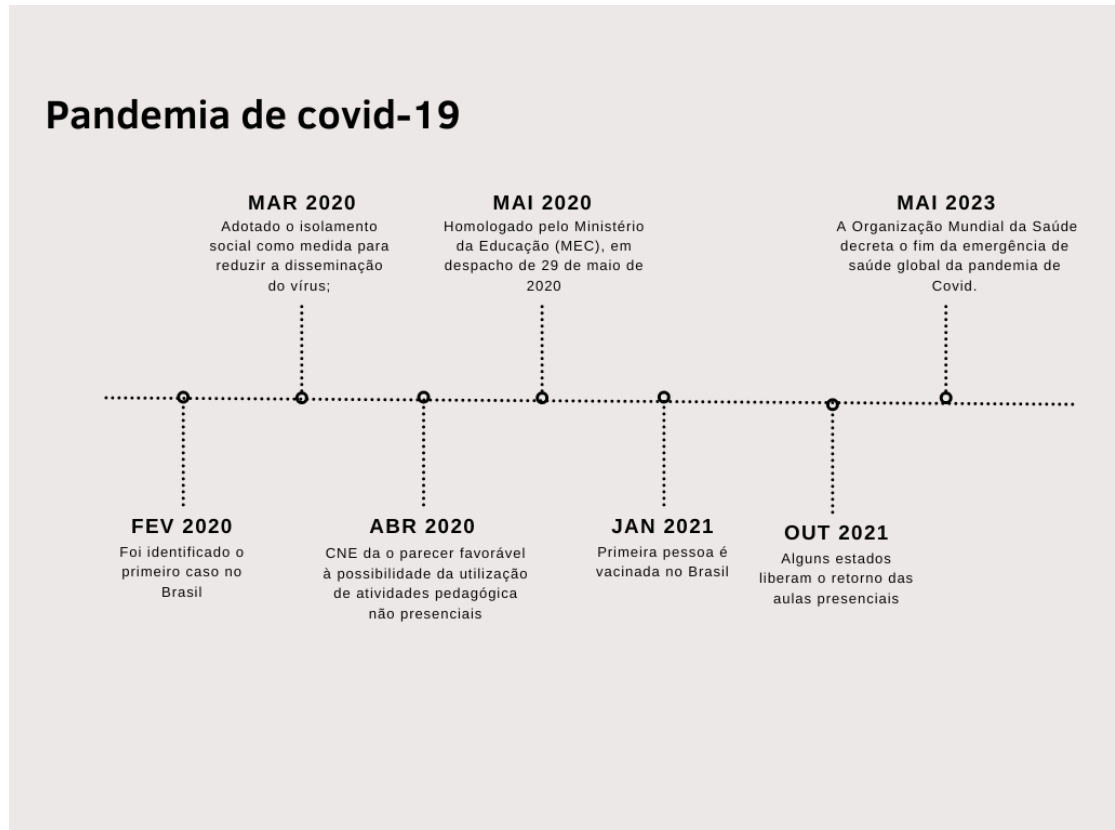 Pandemia de covid-19
MAR 2020
Adotado o isolamento
social como medida para
reduzir a disseminação
do vírus;
MAI 2020
Homologado pelo Ministério
da Educação (MEC), em
despacho de 29 de maio de
2020
MAI 2023
A Organização Mundial da Saúde
decreta o fim da emergência de
saúde global da pandemia de
Covid.
FEV 2020
Foi identificado o
primeiro caso no
Brasil
ABR 2020
CNE da o parecer favorável
à possibilidade da utilização
de atividades pedagógica
não presenciais
JAN 2021
Primeira pessoa é
vacinada no Brasil
OUT 2021
Alguns estados
liberam o retorno das
aulas presenciais